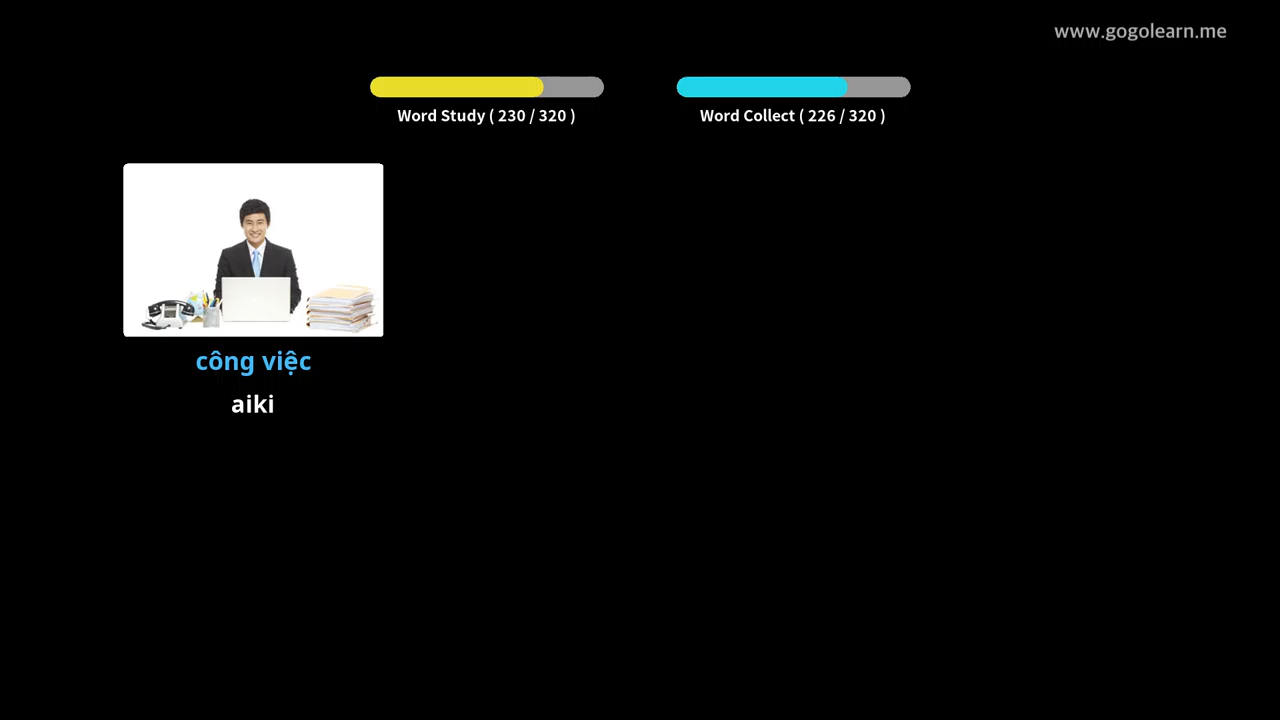 www.gogolearn.me
Word Study ( 230 / 320 )
Word Collect ( 226 / 320 )
công việc
aiki